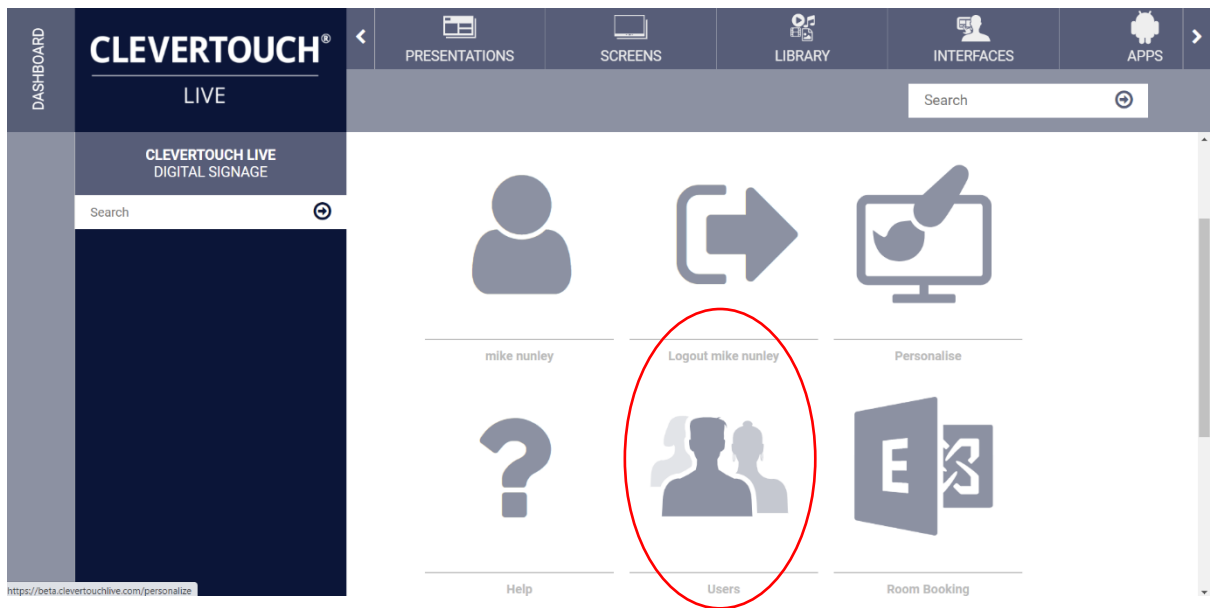 DASHBOARD
CLEVERTOUCH®
LIVE
PRESENTATIONS
SCREENS
LIBRARY
INTERFACES
APPS
Search
CLEVERTOUCH LIVE
DIGITAL SIGNAGE
Search
mike nunley
Logout mike nunley
Personalise
E
Help
Users
Room Booking
https://beta.clevertouchlive.com/personalize